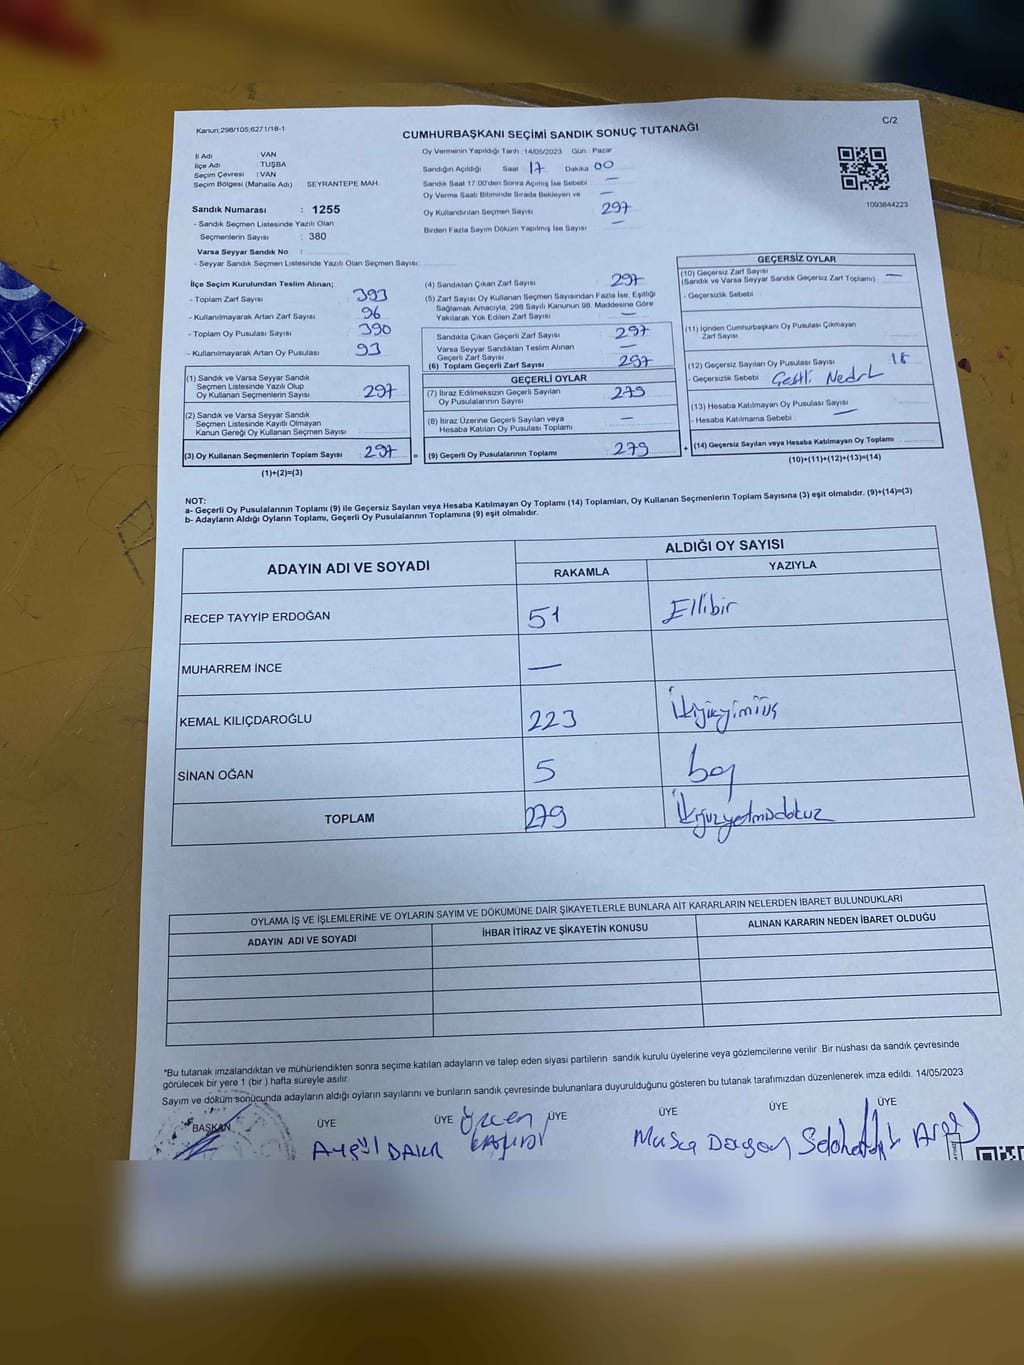 Kanun;298/105;6271/18-1
C/2
CUMHURBAŞKANI SEÇİMİ SANDIK SONUÇ TUTANAĞI
İl Adı : VAN
İlçe Adı : TUŞBA
Seçim Çevresi : VAN
Seçim Bölgesi (Mahalle Adı) SEYRANTEPE MAH
Oy Vermenin Yapıldığı Tarih : 14/05/2023 Gün : Pazar
Sandığın Açıldığı Saat : 17 Dakika 00
Sandık Saat 17:00'den Sonra Açımış İse Sebebi —
Oy Verme Saati Bitiminde Sırada Bekleyen ve —
Oy Kullandırılan Seçmen Sayısı 297
Birden Fazla Sayım Döküm Yapılmış İse Sayısı —
1093844223
Sandık Numarası : 1255
- Sandık Seçmen Listesinde Yazılı Olan
Seçmenlerin Sayısı : 380
Varsa Seyyar Sandık No :
- Seyyar Sandık Seçmen Listesinde Yazılı Olan Seçmen Sayısı:
İlçe Seçim Kurulundan Teslim Alınan;
- Toplam Zarf Sayısı : 393
- Kullanılmayarak Artan Zarf Sayısı : 96
- Toplam Oy Pusulası Sayısı : 390
- Kullanılmayarak Artan Oy Pusulası : 93
(1) Sandık ve Varsa Seyyar Sandık
Seçmen Listesinde Yazılı Olup
Oy Kullanan Seçmenlerin Sayısı : 297
(2) Sandık ve Varsa Seyyar Sandık
Seçmen Listesinde Kayıtlı Olmayan
Kanun Gereği Oy Kullanan Seçmen Sayısı :
(3) Oy Kullanan Seçmenlerin Toplam Sayısı : 297 =
(1)+(2)=(3)
(4) Sandıktan Çıkan Zarf Sayısı 297
(5) Zarf Sayısı Oy Kullanan Seçmen Sayısından Fazla İse, Eşitliği
Sağlamak Amacıyla, 298 Sayılı Kanunun 98. Maddesine Göre
Yakılarak Yok Edilen Zarf Sayısı —
Sandıkta Çıkan Geçerli Zarf Sayısı 297
Varsa Seyyar Sandıktan Teslim Alınan
Geçerli Zarf Sayısı —
(6) Toplam Geçerli Zarf Sayısı 297
GEÇERLİ OYLAR
(7) İtiraz Edilmeksizin Geçerli Sayılan
Oy Pusulalarının Sayısı 279
(8) İtiraz Üzerine Geçerli Sayılan veya
Hesaba Katılan Oy Pusulası Toplamı —
(9) Geçerli Oy Pusulalarının Toplamı : 279 +
GEÇERSİZ OYLAR
(10) Geçersiz Zarf Sayısı
(Sandık ve Varsa Seyyar Sandık Geçersiz Zarf Toplamı) —
- Geçersizlik Sebebi
(11) İçinden Cumhurbaşkanı Oy Pusulası Çıkmayan
Zarf Sayısı
(12) Geçersiz Sayılan Oy Pusulası Sayısı 18
- Geçersizlik Sebebi :
(13) Hesaba Katılmayan Oy Pusulası Sayısı —
- Hesaba Katılmama Sebebi :
(14) Geçersiz Sayılan veya Hesaba Katılmayan Oy Toplamı
(10)+(11)+(12)+(13)=(14)
NOT:
a- Geçerli Oy Pusulalarının Toplamı (9) ile Geçersiz Sayılan veya Hesaba Katılmayan Oy Toplamı (14) Toplamları, Oy Kullanan Seçmenlerin Toplam Sayısına (3) eşit olmalıdır. (9)+(14)=(3)
b- Adayların Aldığı Oyların Toplamı, Geçerli Oy Pusulalarının Toplamına (9) eşit olmalıdır.
ADAYIN ADI VE SOYADI
ALDIĞI OY SAYISI
RAKAMLA YAZIYLA
RECEP TAYYİP ERDOĞAN 51 Ellibir
MUHARREM İNCE —
KEMAL KILIÇDAROĞLU 223 İkiyüzyirmiüç
SİNAN OĞAN 5 beş
TOPLAM 279 İkiyüzyetmişdokuz
OYLAMA İŞ VE İŞLEMLERİNE VE OYLARIN SAYIM VE DÖKÜMÜNE DAİR ŞİKAYETLERLE BUNLARA AİT KARARLARIN NELERDEN İBARET BULUNDUKLARI
ADAYIN ADI VE SOYADI İHBAR İTİRAZ VE ŞİKAYETİN KONUSU ALINAN KARARIN NEDEN İBARET OLDUĞU
*Bu tutanak imzalandıktan ve mühürlendikten sonra seçime katılan adayların ve talep eden siyasi partilerin sandık kurulu üyelerine veya gözlemcilerine verilir. Bir nüshası da sandık çevresinde
görülecek bir yere 1 (bir) hafta süreyle asılır.
Sayım ve döküm sonucunda adayların aldığı oyların sayılarını ve bunların sandık çevresinde bulunanlara duyurulduğunu gösteren bu tutanak tarafımızdan düzenlenerek imza edildi. 14/05/2023
BAŞKAN ÜYE ÜYE ÜYE ÜYE ÜYE ÜYE